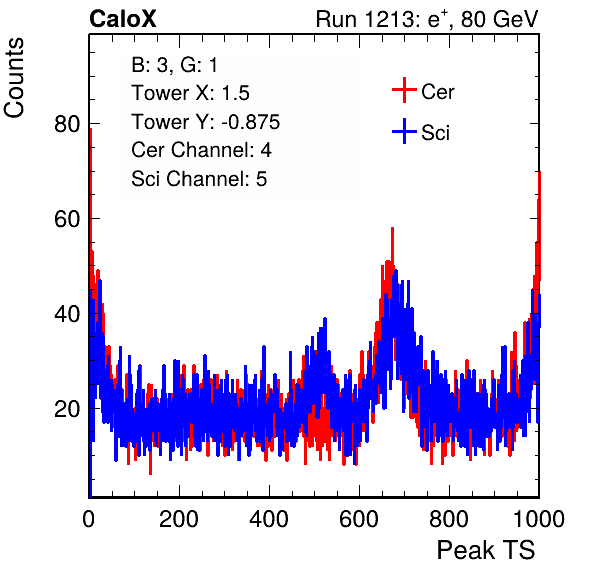 CaloX Run 1213: e⁺, 80 GeV
Counts
B: 3, G: 1
Tower X: 1.5
Tower Y: -0.875
Cer Channel: 4
Sci Channel: 5
Cer
Sci
80
60
40
20
0 200 400 600 800 1000
Peak TS